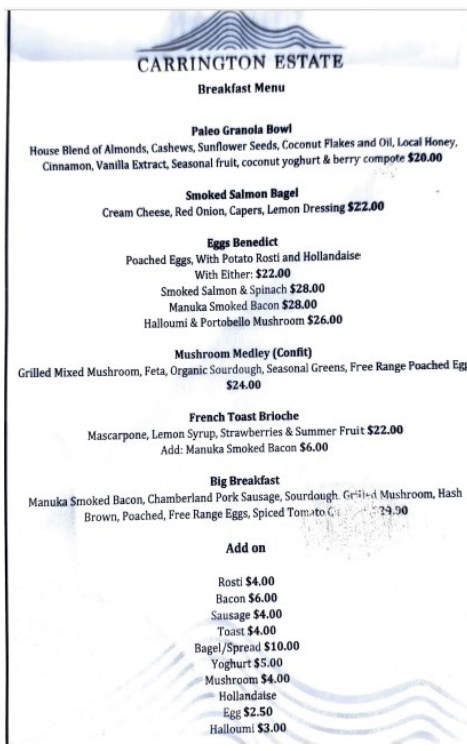 CARRINGTON ESTATE
Breakfast Menu
Paleo Granola Bowl
House Blend of Almonds, Cashews, Sunflower Seeds, Coconut Flakes and Oil, Local Honey,
Cinnamon, Vanilla Extract, Seasonal fruit, coconut yoghurt & berry compote $20.00
Smoked Salmon Bagel
Cream Cheese, Red Onion, Capers, Lemon Dressing $22.00
Eggs Benedict
Poached Eggs, With Potato Rosti and Hollandaise
With Either: $22.00
Smoked Salmon & Spinach $28.00
Manuka Smoked Bacon $28.00
Halloumi & Portobello Mushroom $26.00
Mushroom Medley (Confit)
Grilled Mixed Mushroom, Feta, Organic Sourdough, Seasonal Greens, Free Range Poached Egg
$24.00
French Toast Brioche
Mascarpone, Lemon Syrup, Strawberries & Summer Fruit $22.00
Add: Manuka Smoked Bacon $6.00
Big Breakfast
Manuka Smoked Bacon, Chamberland Pork Sausage, Sourdough. Grilled Mushroom, Hash
Brown, Poached, Free Range Eggs, Spiced Tomato $29.90
Add on
Rosti $4.00
Bacon $6.00
Sausage $4.00
Toast $4.00
Bagel/Spread $10.00
Yoghurt $5.00
Mushroom $4.00
Hollandaise
Egg $2.50
Halloumi $3.00